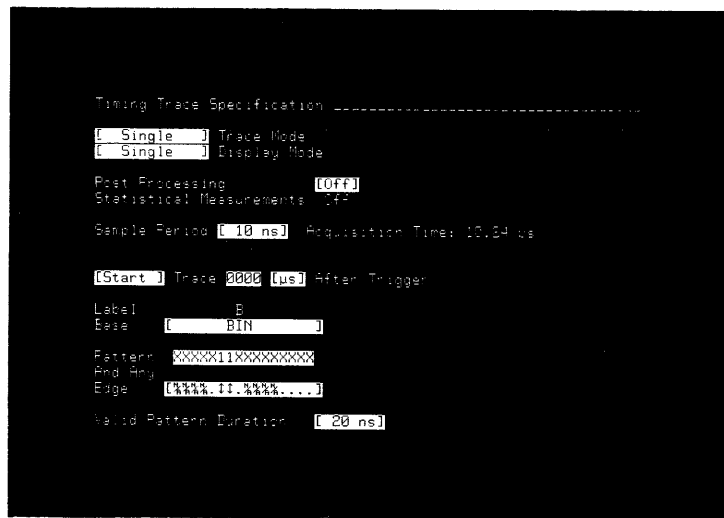 Timing Trace Specification
[ Single ] Trace Mode
[ Single ] Display Mode
Post Processing [Off]
Statistical Measurements Off
Sample Period [ 10 ns] Acquisition Time: 10.24 us
[Start ] Trace 0000 [µs] After Trigger
Label B
Base [ BIN ]
Pattern XXXXX11XXXXXXXXX
And Any
Edge
Valid Pattern Duration [ 20 ns]